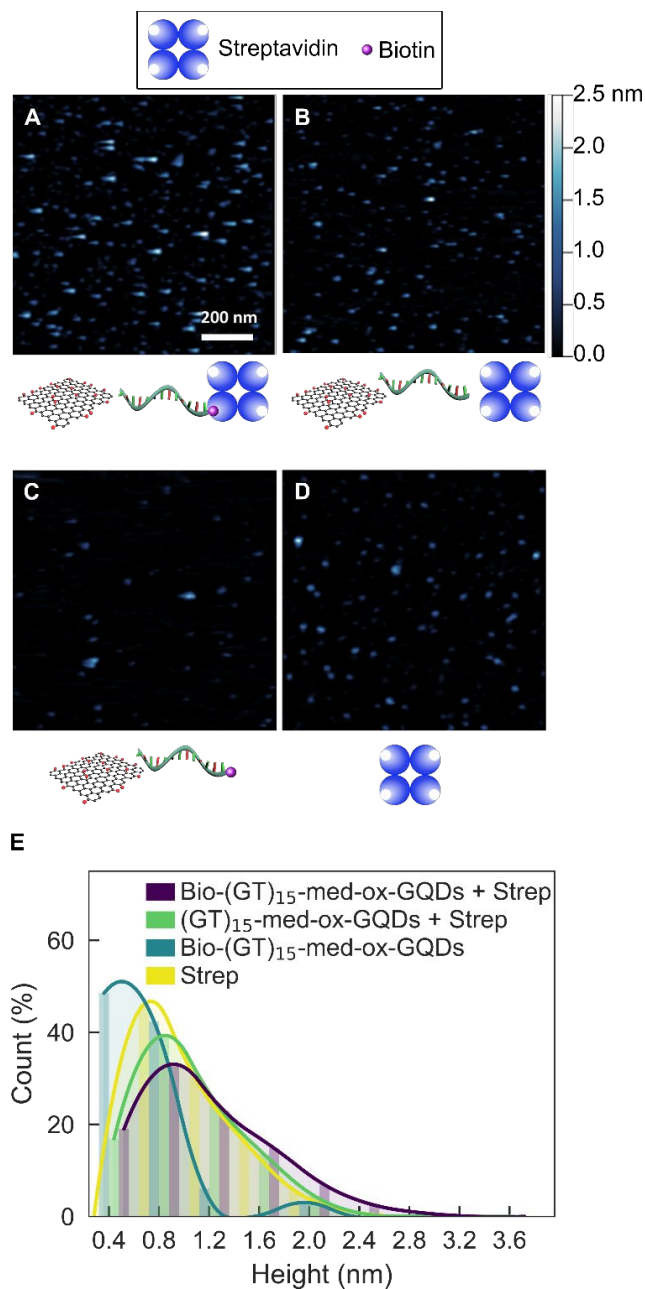 Streptavidin Biotin
A B
2.5 nm
2.0
1.5
1.0
0.5
0.0
200 nm
C D
E
Bio-(GT)₁₅-med-ox-GQDs + Strep
(GT)₁₅-med-ox-GQDs + Strep
Bio-(GT)₁₅-med-ox-GQDs
Strep
Count (%)
60
40
20
0
0.4 0.8 1.2 1.6 2.0 2.4 2.8 3.2 3.6
Height (nm)